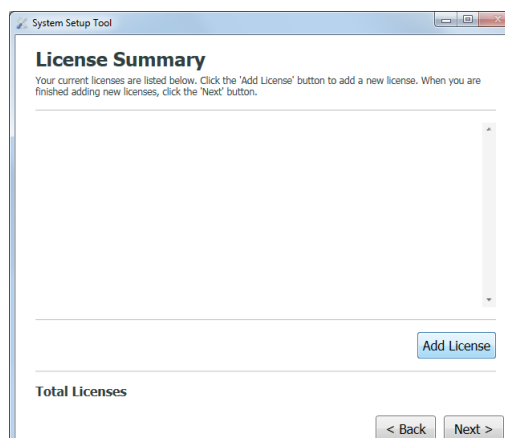 System Setup Tool
License Summary
Your current licenses are listed below. Click the 'Add License' button to add a new license. When you are
finished adding new licenses, click the 'Next' button.
Add License
Total Licenses
< Back
Next >